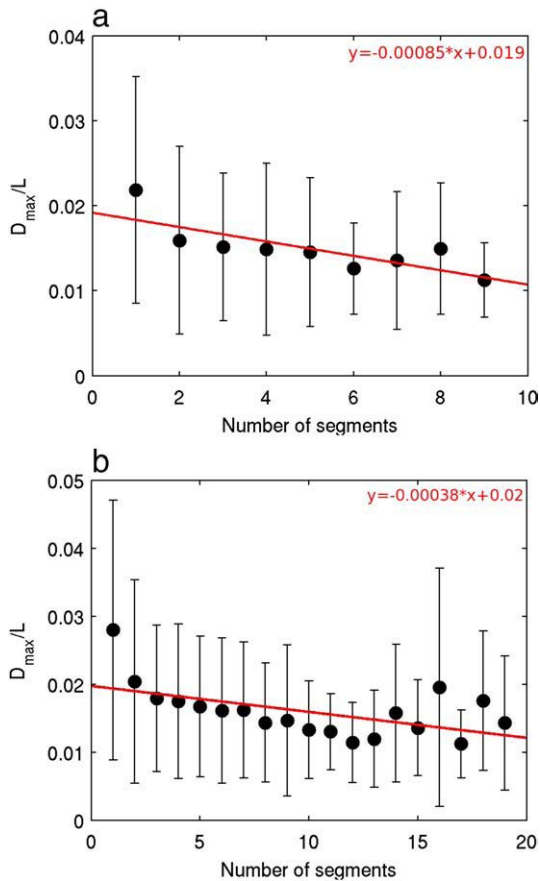 a
y=-0.00085*x+0.019
0.04
0.03
0.02
0.01
0
D_max/L
0 2 4 6 8 10
Number of segments
b
y=-0.00038*x+0.02
0.05
0.04
0.03
0.02
0.01
0
D_max/L
0 5 10 15 20
Number of segments